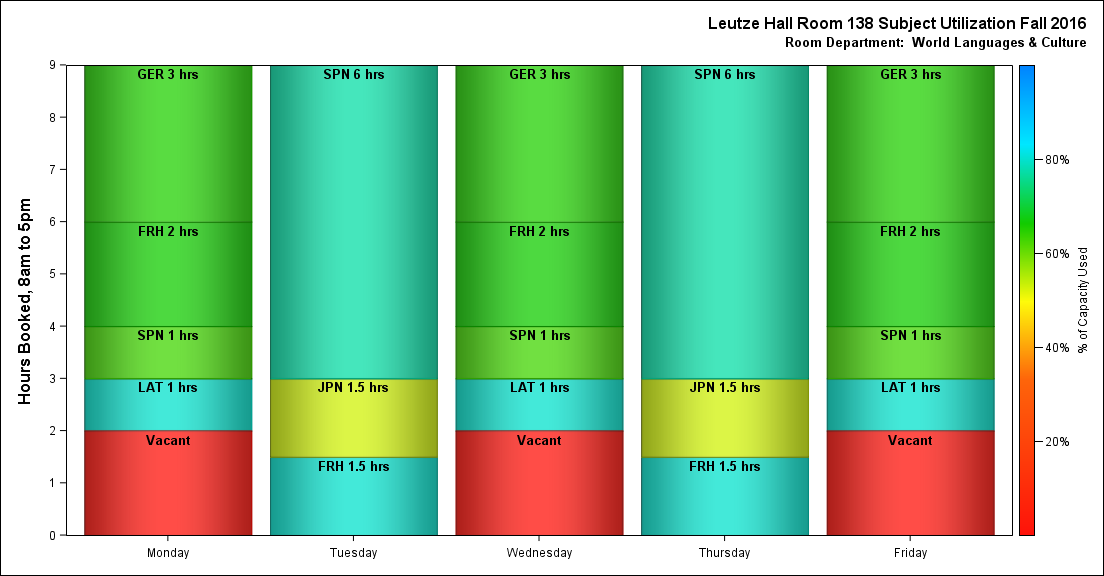 Leutze Hall Room 138 Subject Utilization Fall 2016
Room Department:  World Languages & Culture
Hours Booked, 8am to 5pm
9
8
7
6
5
4
3
2
1
0
GER 3 hrs
FRH 2 hrs
SPN 1 hrs
LAT 1 hrs
Vacant
Monday
SPN 6 hrs
JPN 1.5 hrs
FRH 1.5 hrs
Tuesday
GER 3 hrs
FRH 2 hrs
SPN 1 hrs
LAT 1 hrs
Vacant
Wednesday
SPN 6 hrs
JPN 1.5 hrs
FRH 1.5 hrs
Thursday
GER 3 hrs
FRH 2 hrs
SPN 1 hrs
LAT 1 hrs
Vacant
Friday
80%
60%
40%
20%
% of Capacity Used